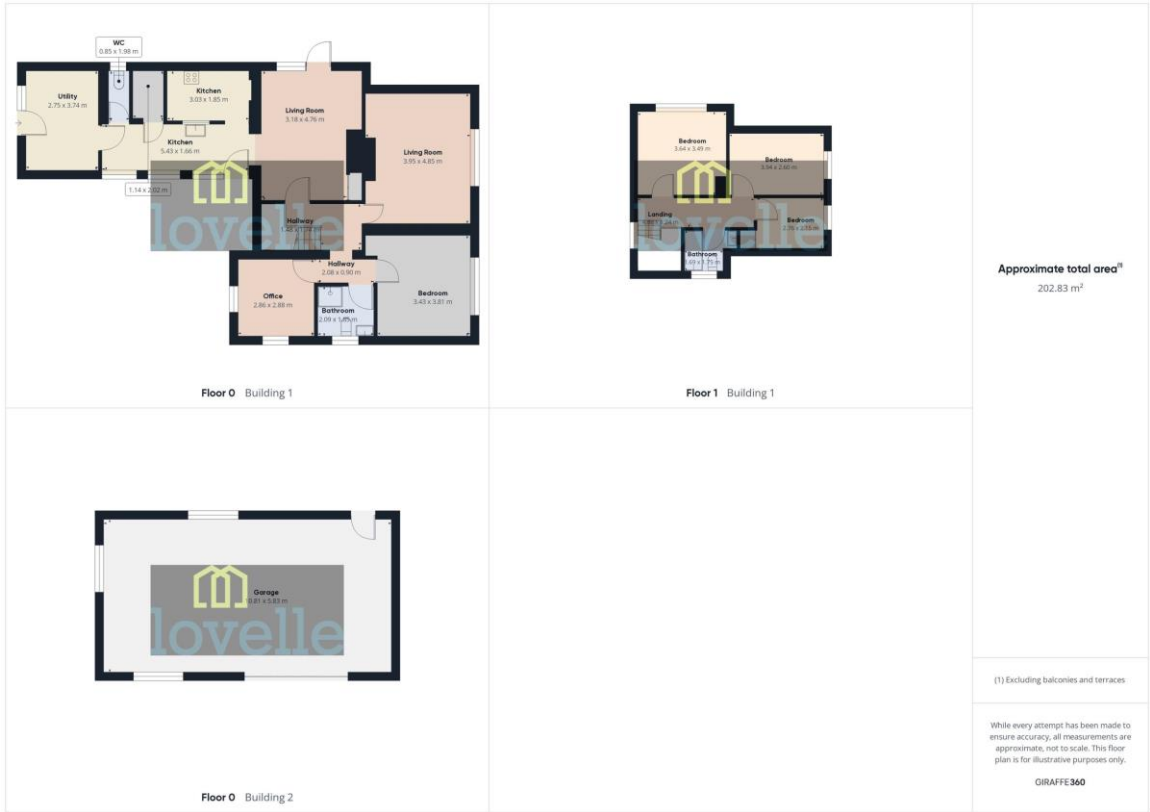 WC
0.85 x 1.98 m
Utility
2.75 x 3.74 m
Kitchen
3.03 x 1.85 m
Kitchen
5.43 x 1.66 m
Living Room
3.18 x 4.76 m
Living Room
3.95 x 4.85 m
1.14 x 2.02 m
Hallway
Hallway
2.08 x 0.90 m
Office
2.86 x 2.88 m
Bathroom
Bedroom
3.43 x 3.81 m
lovelle
Floor 0 Building 1
Bedroom
3.64 x 3.49 m
Bedroom
3.94 x 2.60 m
Landing
Bedroom
Bathroom
lovelle
Floor 1 Building 1
Garage
10.81 x 5.83 m
lovelle
Floor 0 Building 2
Approximate total area(1)
202.83 m²
(1) Excluding balconies and terraces
While every attempt has been made to
ensure accuracy, all measurements are
approximate, not to scale. This floor
plan is for illustrative purposes only.
GIRAFFE360